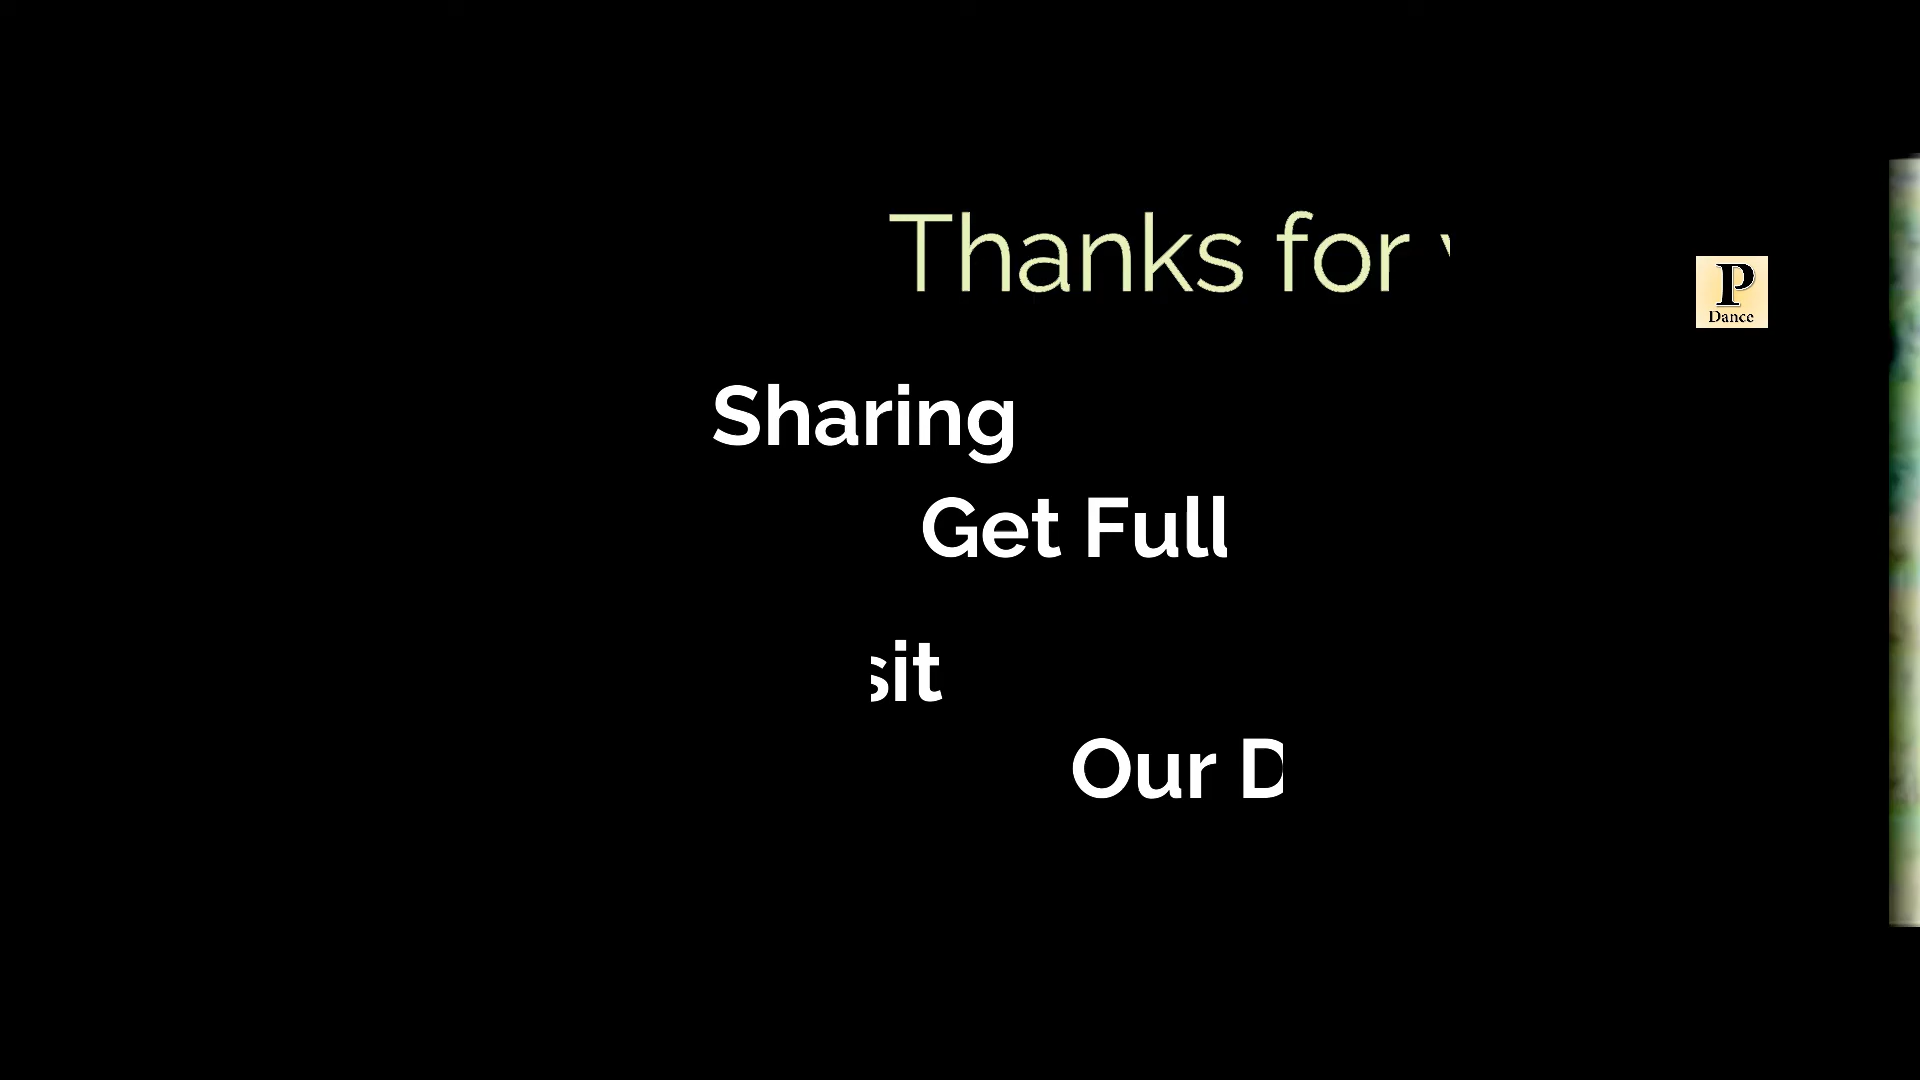 Thanks for
P
Dance
Sharing
Get Full
sit
Our D